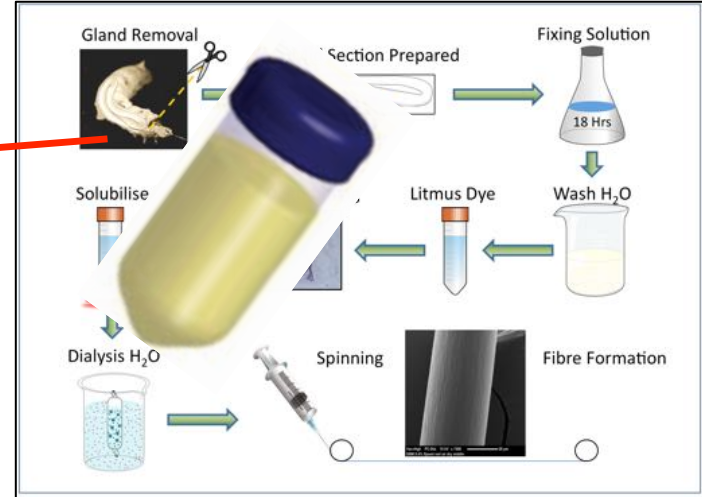 Gland Removal
Section Prepared
Fixing Solution
18 Hrs
Solubilise
Litmus Dye
Wash H₂O
Dialysis H₂O
Spinning
Fibre Formation